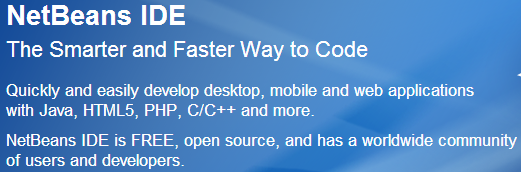 NetBeans IDE
The Smarter and Faster Way to Code
Quickly and easily develop desktop, mobile and web applications
with Java, HTML5, PHP, C/C++ and more.
NetBeans IDE is FREE, open source, and has a worldwide community
of users and developers.